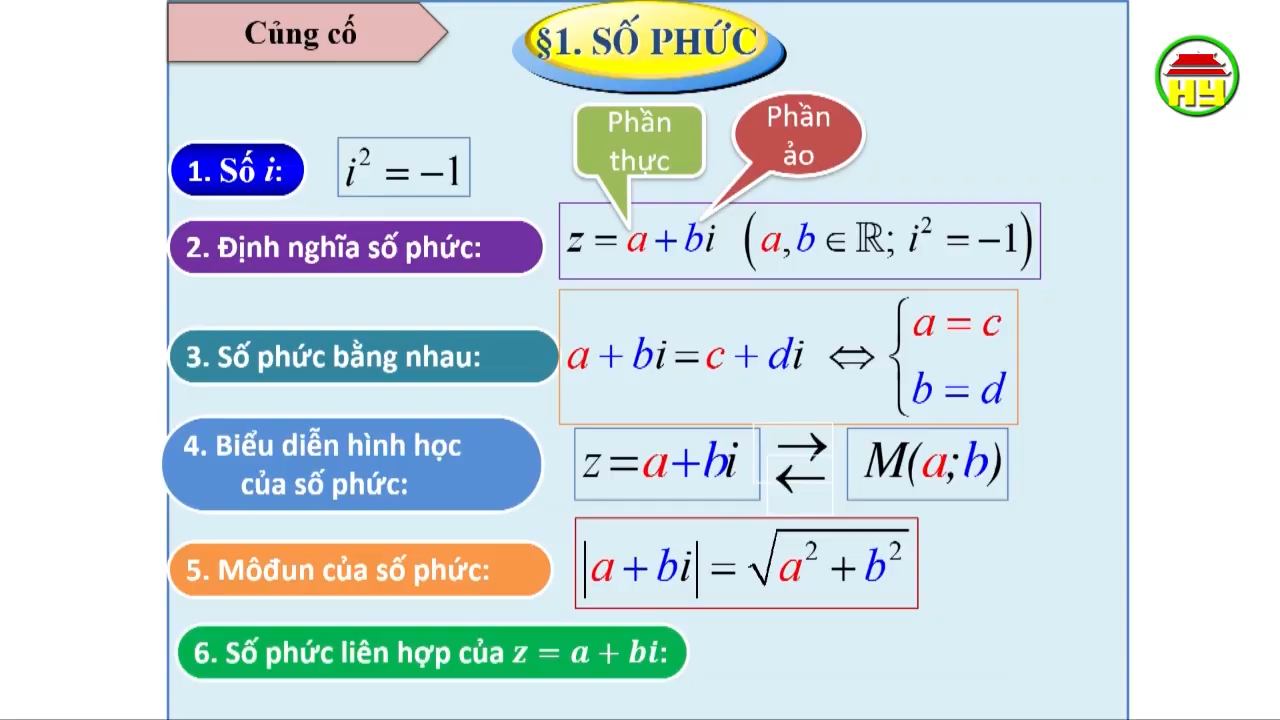 Củng cố
§1. SỐ PHỨC
HY
Phần thực
Phần ảo
1. Số i:
i² = −1
2. Định nghĩa số phức:
z = a + bi (a,b ∈ ℝ; i² = −1)
3. Số phức bằng nhau:
a + bi = c + di ⇔ { a = c
b = d
4. Biểu diễn hình học
của số phức:
z = a + bi ⇄ M(a;b)
5. Môđun của số phức:
|a + bi| = √(a² + b²)
6. Số phức liên hợp của z = a + bi: